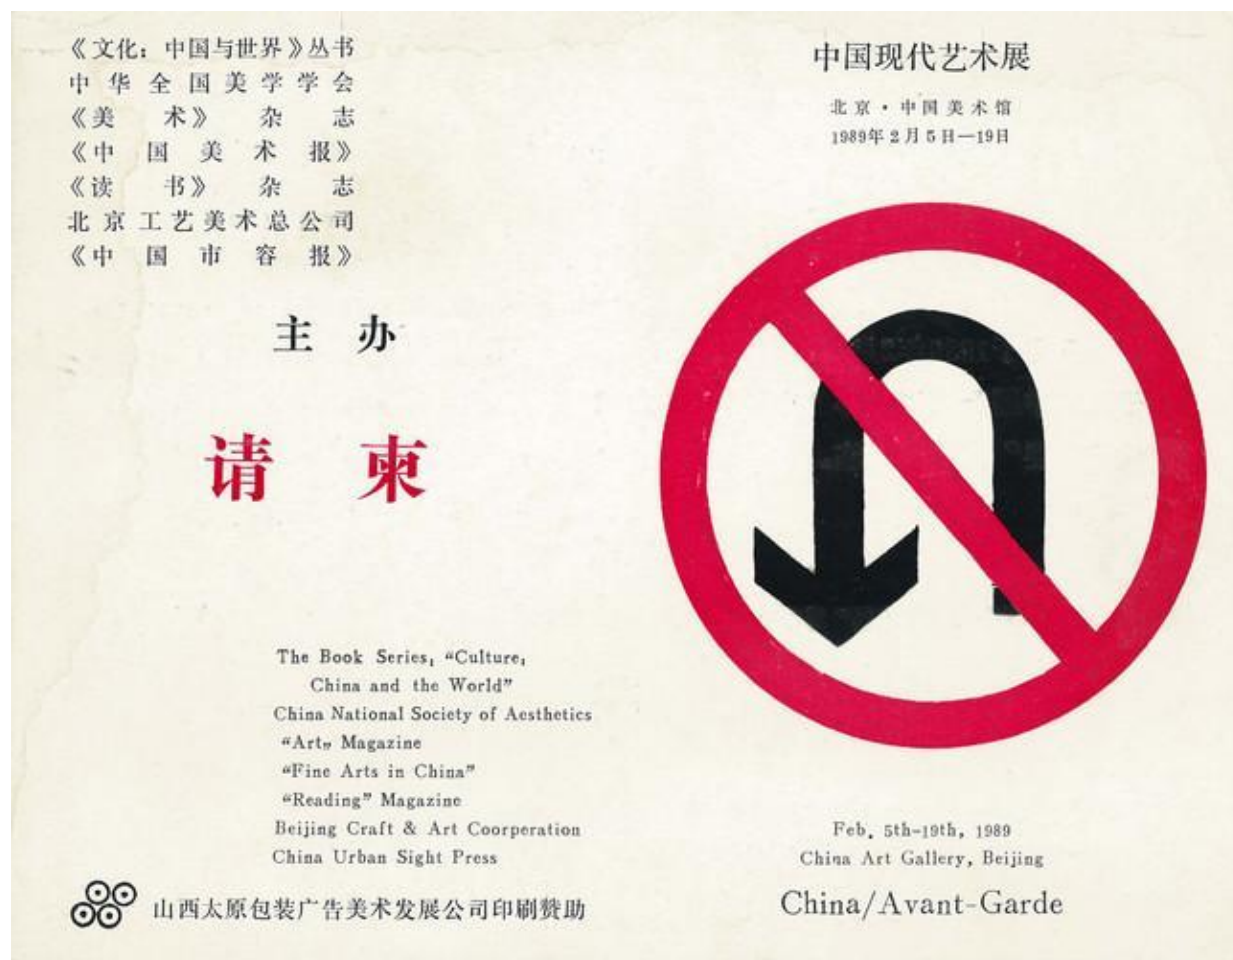 《文化：中国与世界》丛书
中华全国美学学会
《美术》杂志
《中国美术报》
《读书》杂志
北京工艺美术总公司
《中国市容报》
主办
请柬
The Book Series, “Culture,
China and the World”
China National Society of Aesthetics
“Art„ Magazine
“Fine Arts in China”
“Reading” Magazine
Beijing Craft & Art Coorperation
China Urban Sight Press
山西太原包装广告美术发展公司印刷赞助
中国现代艺术展
北京·中国美术馆
1989年2月5日—19日
Feb. 5th-19th, 1989
China Art Gallery, Beijing
China/Avant-Garde